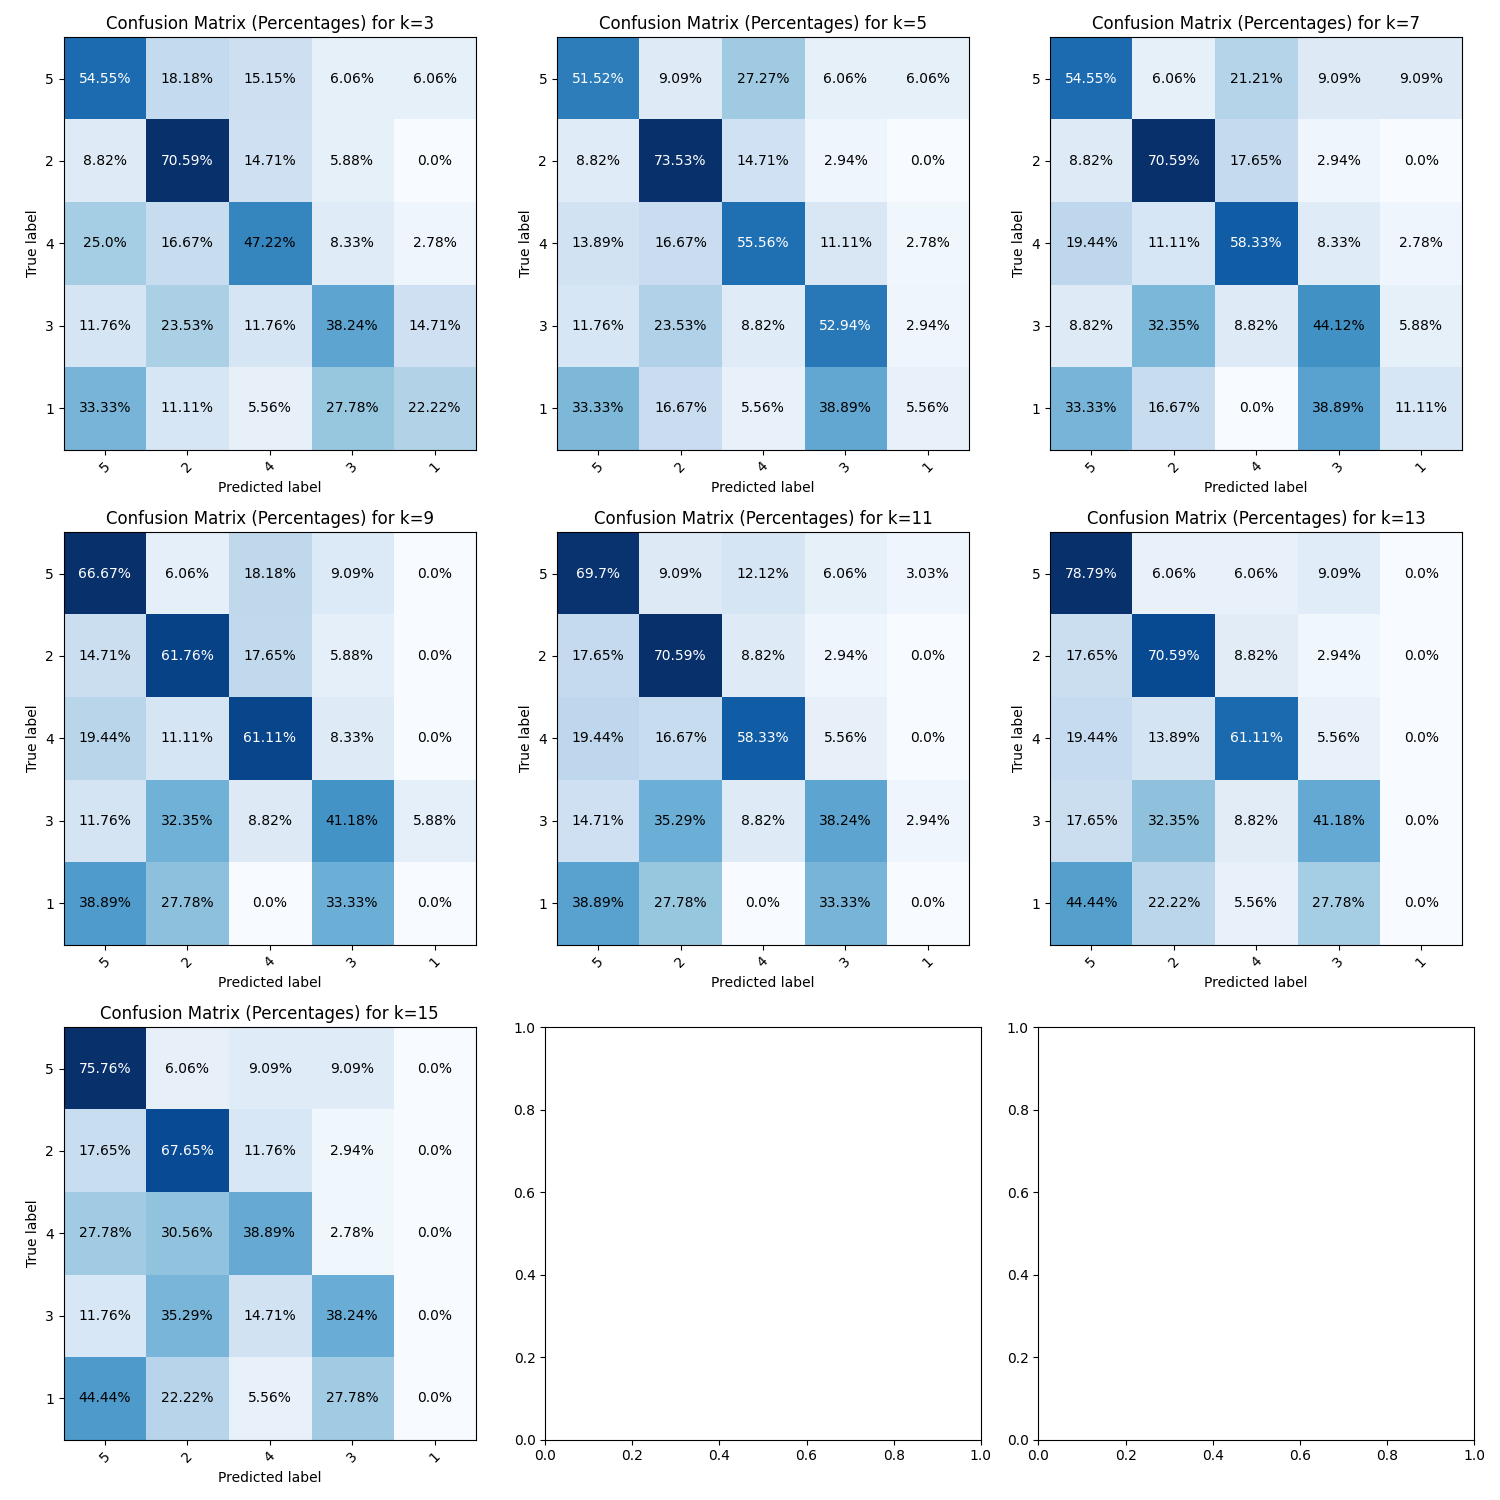 Confusion Matrix (Percentages) for k=3
5 54.55% 18.18% 15.15% 6.06% 6.06%
2 8.82% 70.59% 14.71% 5.88% 0.0%
4 25.0% 16.67% 47.22% 8.33% 2.78%
3 11.76% 23.53% 11.76% 38.24% 14.71%
1 33.33% 11.11% 5.56% 27.78% 22.22%
5 2 4 3 1
True label
Predicted label
Confusion Matrix (Percentages) for k=5
5 51.52% 9.09% 27.27% 6.06% 6.06%
2 8.82% 73.53% 14.71% 2.94% 0.0%
4 13.89% 16.67% 55.56% 11.11% 2.78%
3 11.76% 23.53% 8.82% 52.94% 2.94%
1 33.33% 16.67% 5.56% 38.89% 5.56%
5 2 4 3 1
True label
Predicted label
Confusion Matrix (Percentages) for k=7
5 54.55% 6.06% 21.21% 9.09% 9.09%
2 8.82% 70.59% 17.65% 2.94% 0.0%
4 19.44% 11.11% 58.33% 8.33% 2.78%
3 8.82% 32.35% 8.82% 44.12% 5.88%
1 33.33% 16.67% 0.0% 38.89% 11.11%
5 2 4 3 1
True label
Predicted label
Confusion Matrix (Percentages) for k=9
5 66.67% 6.06% 18.18% 9.09% 0.0%
2 14.71% 61.76% 17.65% 5.88% 0.0%
4 19.44% 11.11% 61.11% 8.33% 0.0%
3 11.76% 32.35% 8.82% 41.18% 5.88%
1 38.89% 27.78% 0.0% 33.33% 0.0%
5 2 4 3 1
True label
Predicted label
Confusion Matrix (Percentages) for k=11
5 69.7% 9.09% 12.12% 6.06% 3.03%
2 17.65% 70.59% 8.82% 2.94% 0.0%
4 19.44% 16.67% 58.33% 5.56% 0.0%
3 14.71% 35.29% 8.82% 38.24% 2.94%
1 38.89% 27.78% 0.0% 33.33% 0.0%
5 2 4 3 1
True label
Predicted label
Confusion Matrix (Percentages) for k=13
5 78.79% 6.06% 6.06% 9.09% 0.0%
2 17.65% 70.59% 8.82% 2.94% 0.0%
4 19.44% 13.89% 61.11% 5.56% 0.0%
3 17.65% 32.35% 8.82% 41.18% 0.0%
1 44.44% 22.22% 5.56% 27.78% 0.0%
5 2 4 3 1
True label
Predicted label
Confusion Matrix (Percentages) for k=15
5 75.76% 6.06% 9.09% 9.09% 0.0%
2 17.65% 67.65% 11.76% 2.94% 0.0%
4 27.78% 30.56% 38.89% 2.78% 0.0%
3 11.76% 35.29% 14.71% 38.24% 0.0%
1 44.44% 22.22% 5.56% 27.78% 0.0%
5 2 4 3 1
True label
Predicted label
1.0
0.8
0.6
0.4
0.2
0.0
0.0 0.2 0.4 0.6 0.8 1.0
1.0
0.8
0.6
0.4
0.2
0.0
0.0 0.2 0.4 0.6 0.8 1.0